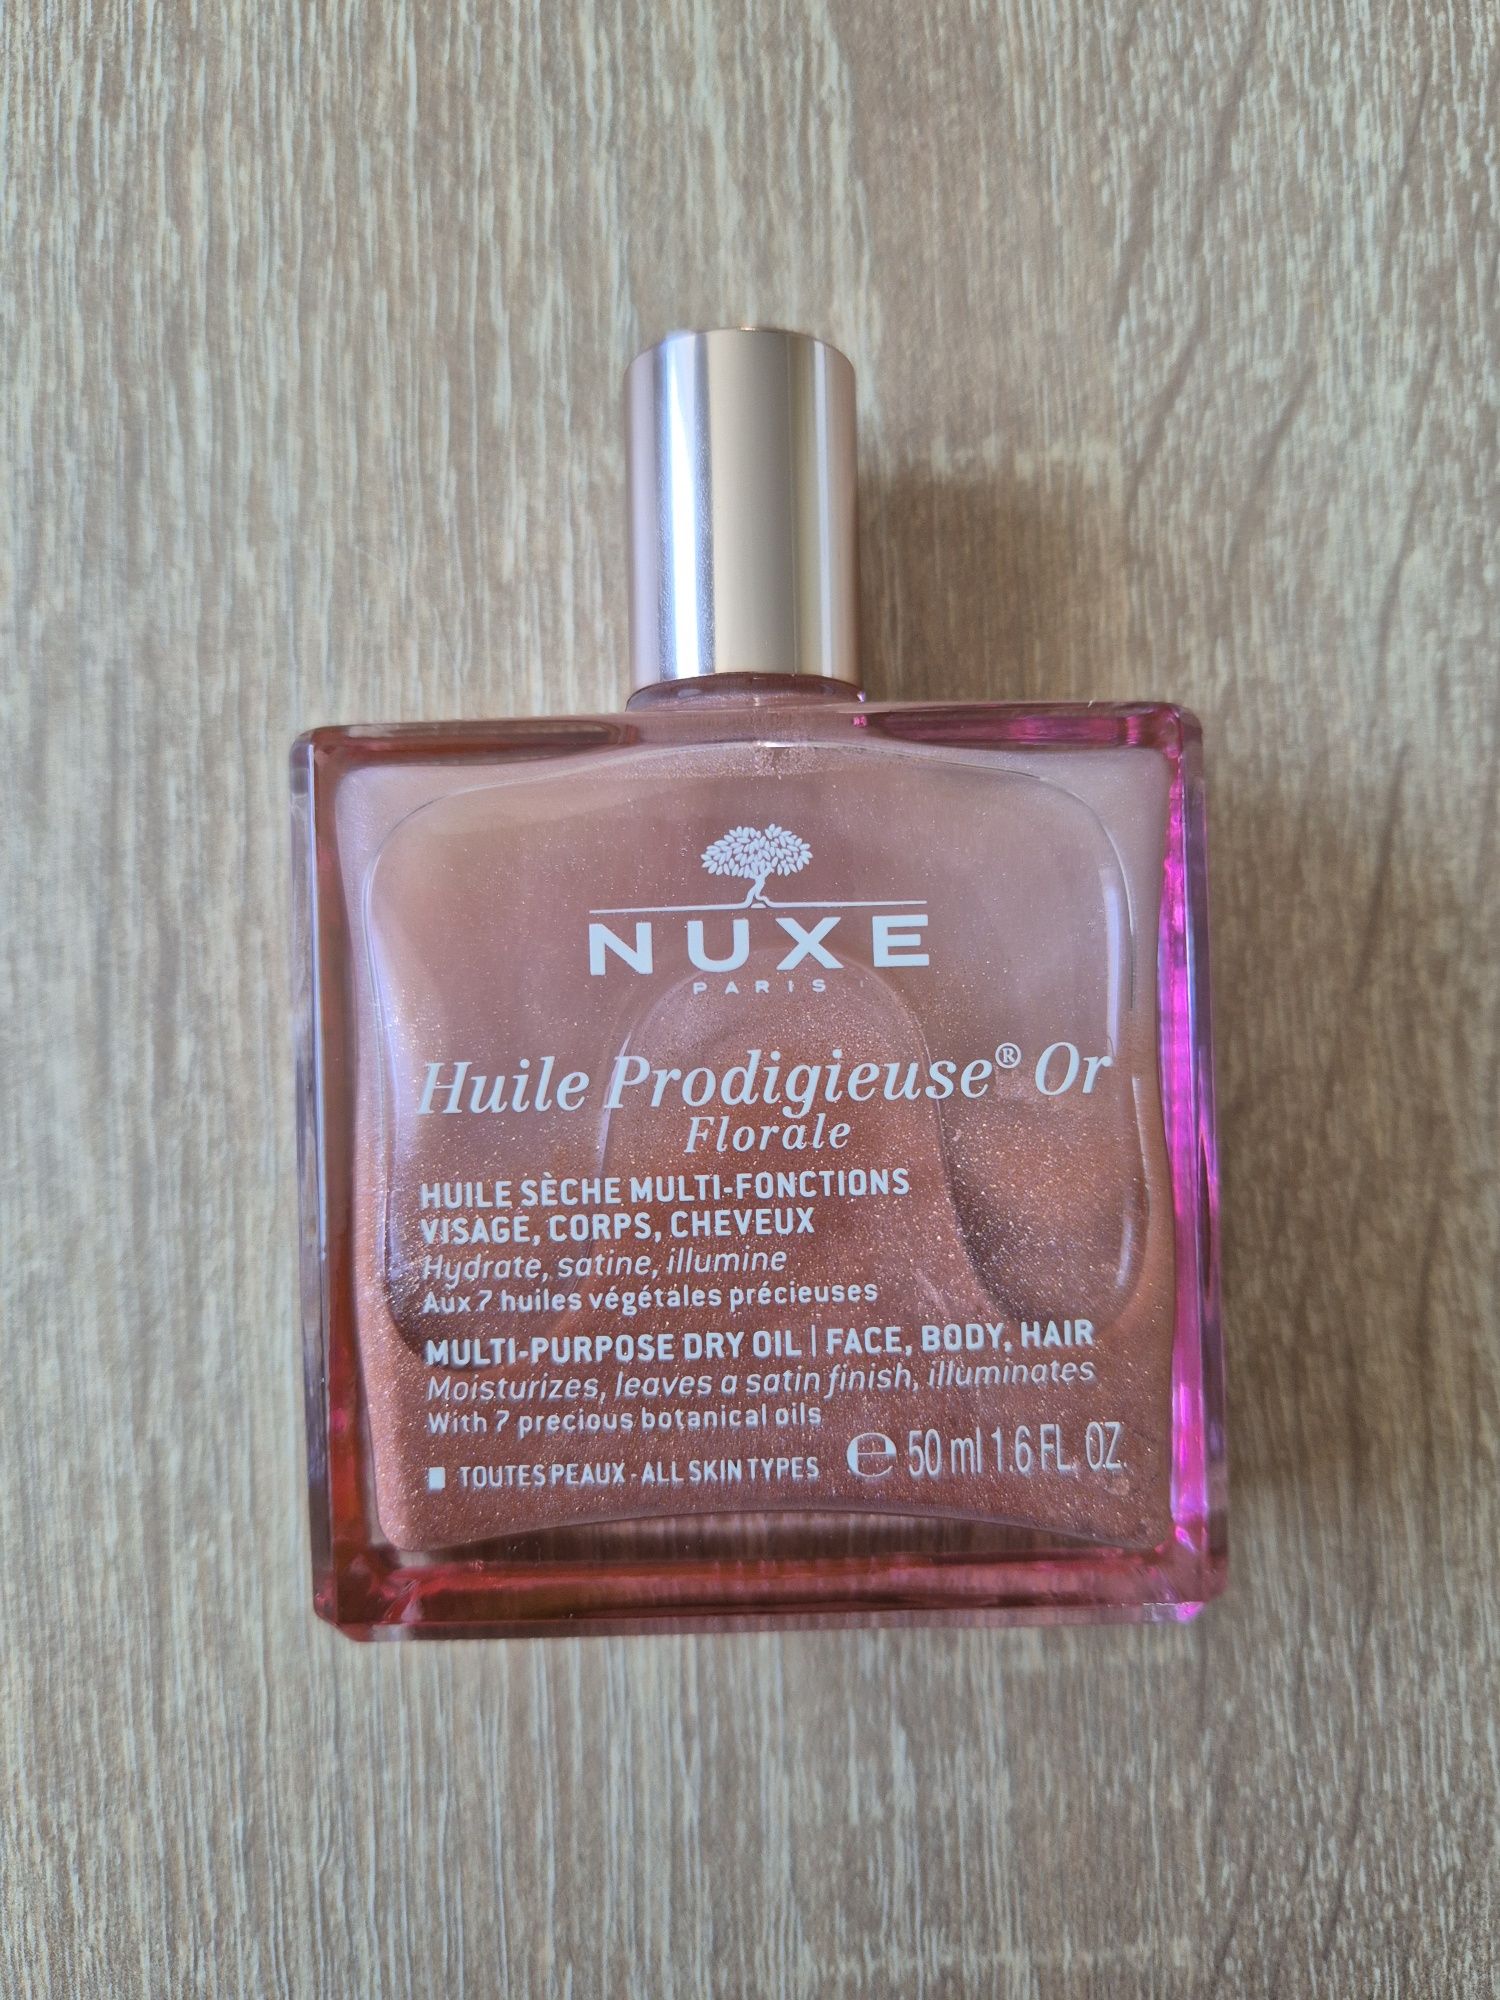 NUXE
PARIS
Huile Prodigieuse® Or
Florale
HUILE SÈCHE MULTI-FONCTIONS
VISAGE, CORPS, CHEVEUX
Hydrate, satine, illumine
Aux 7 huiles végétales précieuses
MULTI-PURPOSE DRY OIL | FACE, BODY, HAIR
Moisturizes, leaves a satin finish, illuminates
With 7 precious botanical oils
TOUTES PEAUX - ALL SKIN TYPES ℮ 50 ml 1.6 FL. OZ.